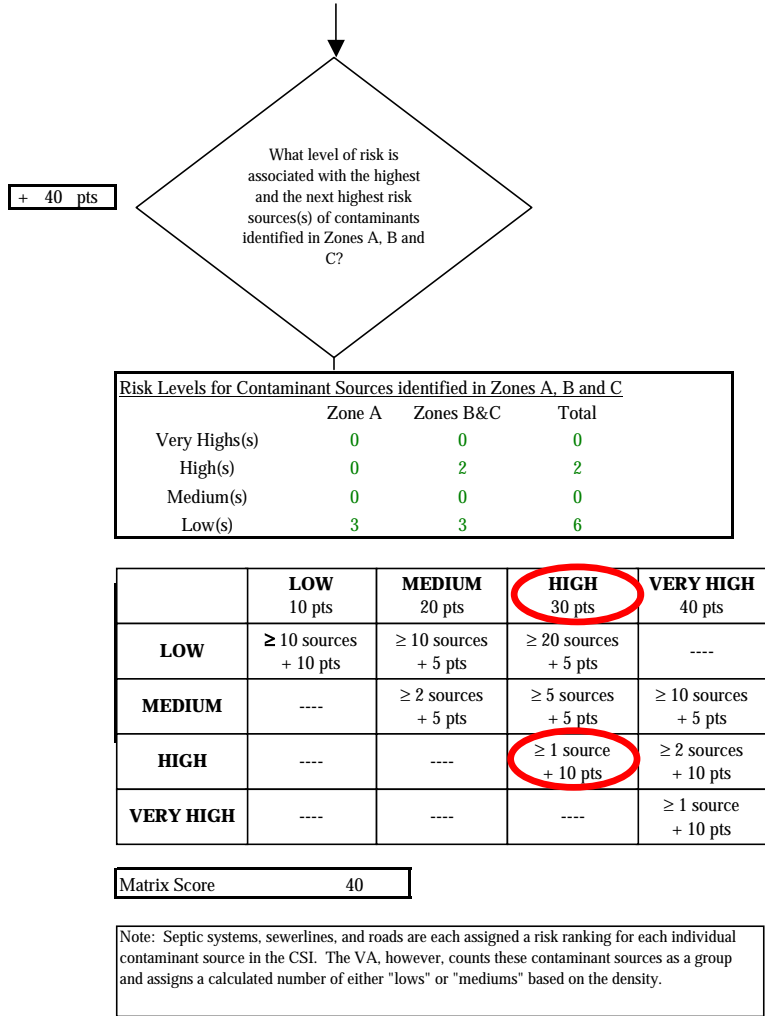 What level of risk is
associated with the highest
and the next highest risk
sources(s) of contaminants
identified in Zones A, B and
C?
+ 40 pts
Risk Levels for Contaminant Sources identified in Zones A, B and C
Zone A Zones B&C Total
Very Highs(s) 0 0 0
High(s) 0 2 2
Medium(s) 0 0 0
Low(s) 3 3 6
LOW MEDIUM HIGH VERY HIGH
10 pts 20 pts 30 pts 40 pts
LOW ≥ 10 sources ≥ 10 sources ≥ 20 sources ----
+ 10 pts + 5 pts + 5 pts
MEDIUM ---- ≥ 2 sources ≥ 5 sources ≥ 10 sources
+ 5 pts + 5 pts + 5 pts
HIGH ---- ---- ≥ 1 source ≥ 2 sources
+ 10 pts + 10 pts
VERY HIGH ---- ---- ---- ≥ 1 source
+ 10 pts
Matrix Score 40
Note: Septic systems, sewerlines, and roads are each assigned a risk ranking for each individual
contaminant source in the CSI. The VA, however, counts these contaminant sources as a group
and assigns a calculated number of either "lows" or "mediums" based on the density.